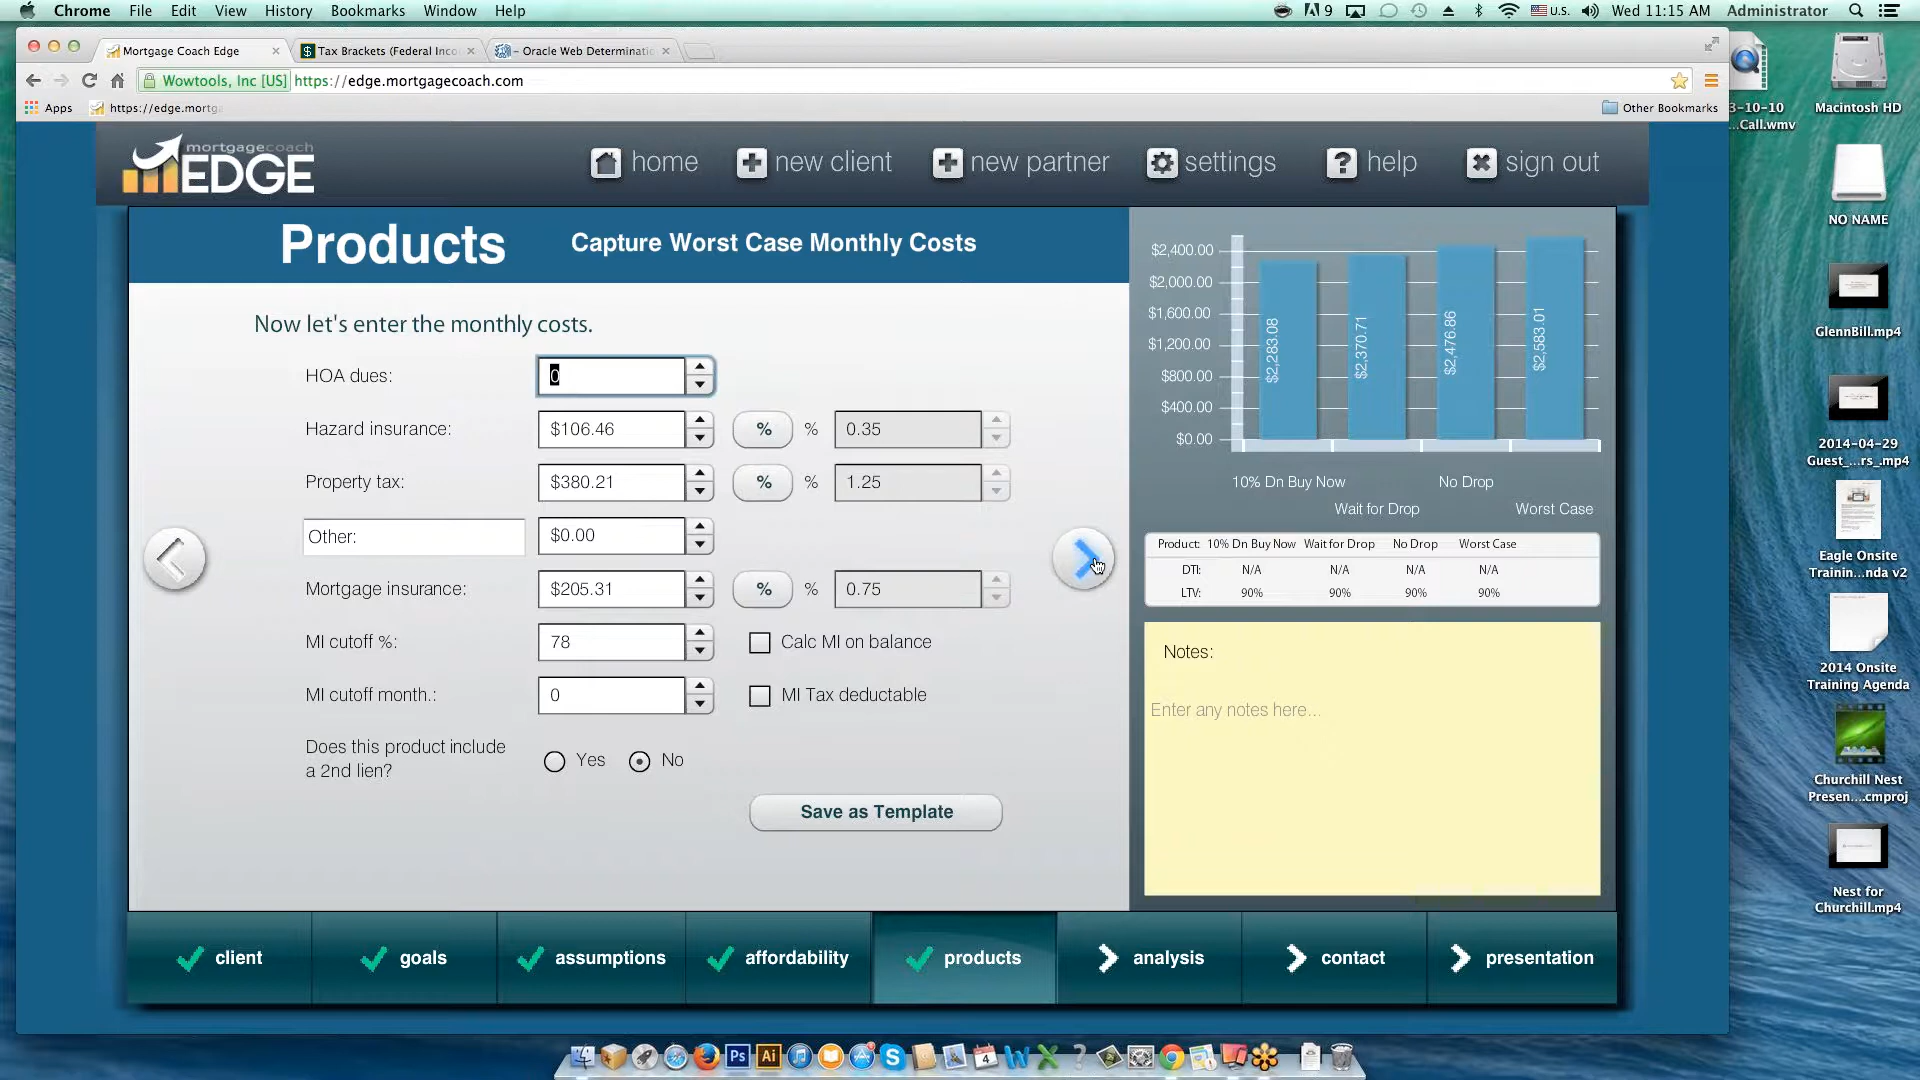 Chrome File Edit View History Bookmarks Window Help
9 U.S. Wed 11:15 AM Administrator
Mortgage Coach Edge
$ Tax Brackets (Federal Inco
– Oracle Web Determinatio
Wowtools, Inc [US] https://edge.mortgagecoach.com
Apps https://edge.mortga
Other Bookmarks
mortgagecoach
EDGE
home
new client
new partner
settings
? help
sign out
Products
Capture Worst Case Monthly Costs
Now let's enter the monthly costs.
HOA dues: 0
Hazard insurance: $106.46 % % 0.35
Property tax: $380.21 % % 1.25
Other: $0.00
Mortgage insurance: $205.31 % % 0.75
MI cutoff %: 78 Calc MI on balance
MI cutoff month.: 0 MI Tax deductable
Does this product include
a 2nd lien?
Yes No
Save as Template
$2,400.00
$2,000.00
$1,600.00
$1,200.00
$800.00
$400.00
$0.00
$2,283.08
$2,370.71
$2,476.86
$2,583.01
10% Dn Buy Now No Drop
Wait for Drop Worst Case
Product: 10% Dn Buy Now Wait for Drop No Drop Worst Case
DTI: N/A N/A N/A N/A
LTV: 90% 90% 90% 90%
Notes:
Enter any notes here...
client
goals
assumptions
affordability
products
analysis
contact
presentation
3-10-10
...Call.wmv
Macintosh HD
NO NAME
GlennBill.mp4
2014-04-29
Guest_...rs_.mp4
Eagle Onsite
Trainin...nda v2
2014 Onsite
Training Agenda
Churchill Nest
Presen....cmproj
Nest for
Churchill.mp4
Ps
Ai
4